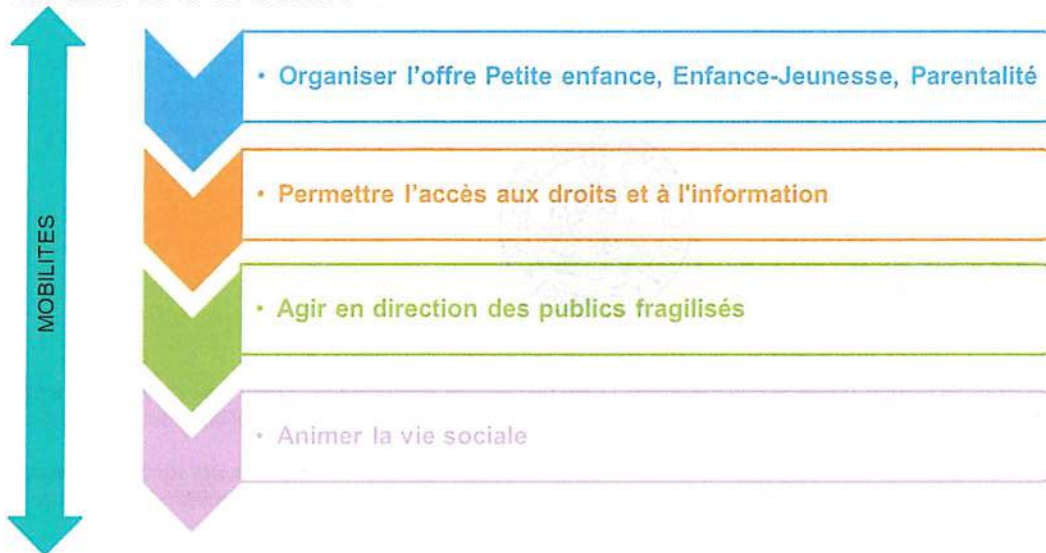 MOBILITES
• Organiser l'offre Petite enfance, Enfance-Jeunesse, Parentalité
• Permettre l'accès aux droits et à l'information
• Agir en direction des publics fragilisés
• Animer la vie sociale